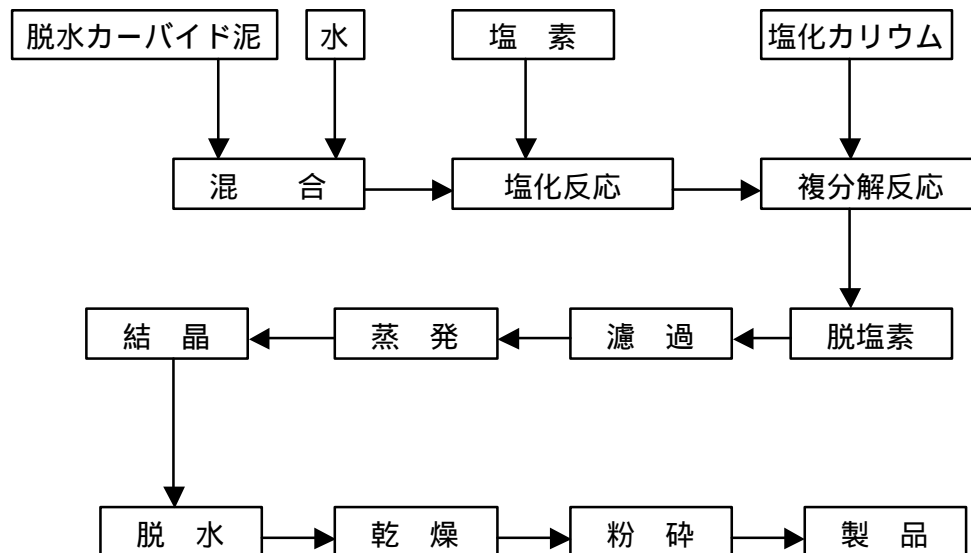 脱水カーバイド泥 水 塩 素 塩化カリウム
混 合 塩化反応 複分解反応
結 晶 蒸 発 濾 過 脱塩素
脱 水 乾 燥 粉 砕 製 品